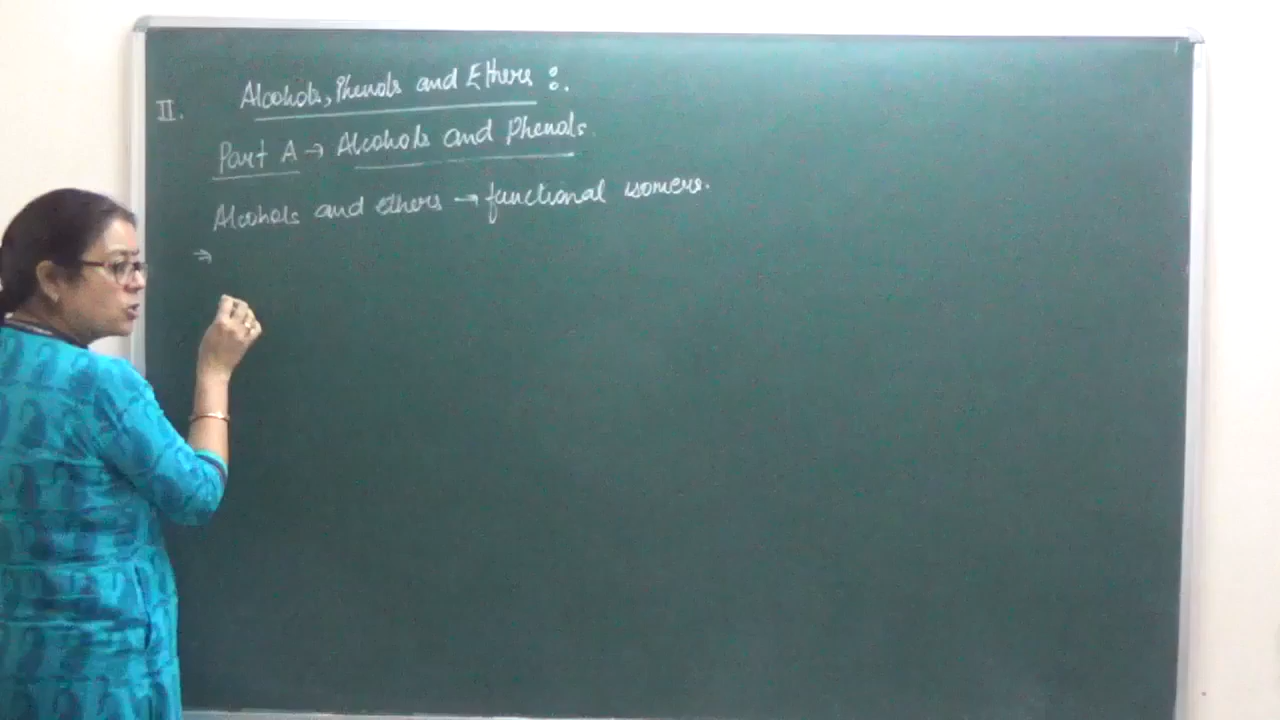 II. Alcohols, Phenols and Ethers :.
Part A → Alcohols and Phenols.
Alcohols and ethers → functional isomers.
⇒